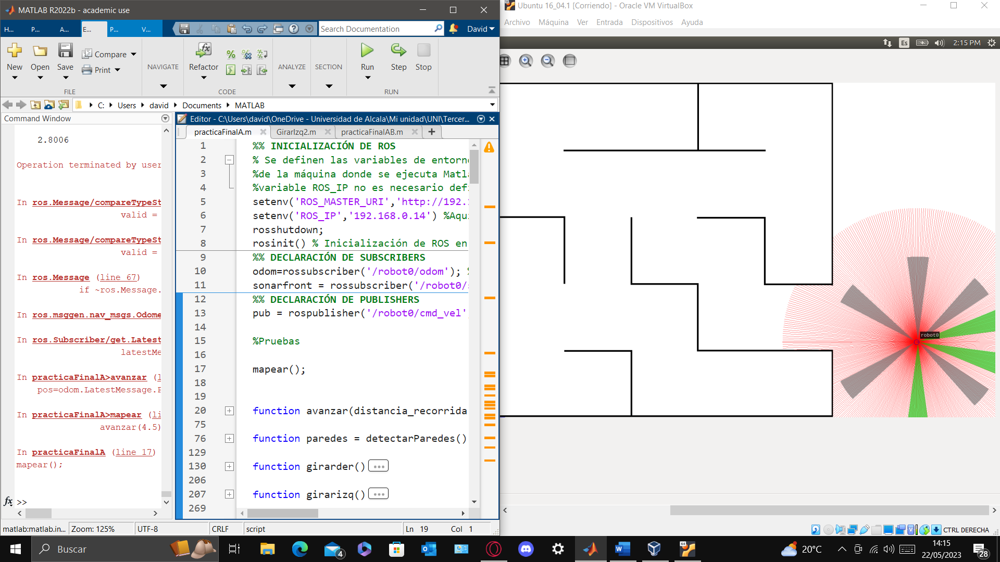 MATLAB R2022b - academic use
H...
P...
A...
E...
P...
V...
Search Documentation
David
New
Open
Save
Compare
Print
FILE
NAVIGATE
Refactor
CODE
ANALYZE
SECTION
Run
Step
Stop
RUN
C:
Users
david
Documents
MATLAB
Command Window
2.8006
Operation terminated by user
In ros.Message/compareTypeSt
valid =
In ros.Message/compareTypeSt
valid =
In ros.Message (line 67)
if ~ros.Message.
In ros.msggen.nav_msgs.Odome
In ros.Subscriber/get.Latest
latestMe
In practicaFinalA>avanzar (l
pos=odom.LatestMessage.P
In practicaFinalA>mapear (li
avanzar(4.5)
In practicaFinalA (line 17)
mapear();
fx >>
Editor - C:\Users\david\OneDrive - Universidad de Alcala\Mi unidad\UNI\Tercer...
practicaFinalA.m
GirarIzq2.m
practicaFinalAB.m
1 %% INICIALIZACIÓN DE ROS
2 % Se definen las variables de entorn
3 %de la máquina donde se ejecuta Matl
4 %variable ROS_IP no es necesario def
5 setenv('ROS_MASTER_URI','http://192.
6 setenv('ROS_IP','192.168.0.14') %Aqu
7 rosshutdown;
8 rosinit() % Inicialización de ROS en
9 %% DECLARACIÓN DE SUBSCRIBERS
10 odom=rossubscriber('/robot0/odom'); %
11 sonarfront = rossubscriber('/robot0/s
12 %% DECLARACIÓN DE PUBLISHERS
13 pub = rospublisher('/robot0/cmd_vel'
14
15 %Pruebas
16
17 mapear();
18
19
20 function avanzar(distancia_recorrida
75
76 function paredes = detectarParedes()
129
130 function girarder() ...
206
207 function girarizq() ...
269
matlab:matlab.in...
Zoom: 125%
UTF-8
CRLF
script
Ln 19
Col 1
Ubuntu 16_04.1 [Corriendo] - Oracle VM VirtualBox
Archivo
Máquina
Ver
Entrada
Dispositivos
Ayuda
Es
2:15 PM
robot0
CTRL DERECHA
Buscar
4
20°C
14:15
22/05/2023
28